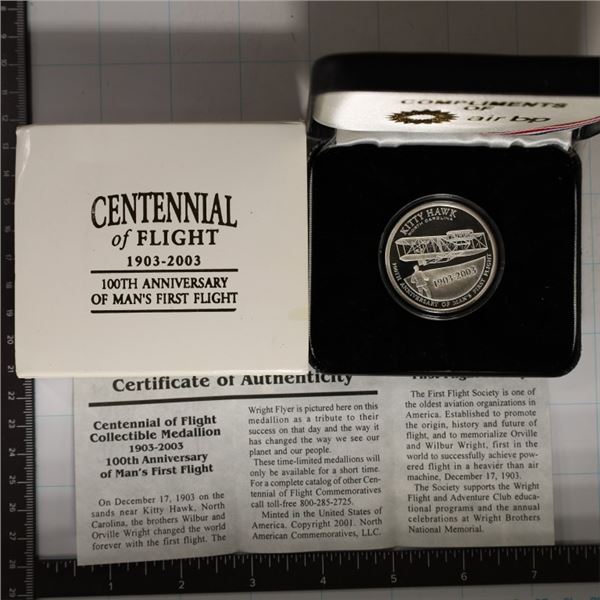 CENTENNIAL
of FLIGHT
1903-2003
100TH ANNIVERSARY
OF MAN'S FIRST FLIGHT
COMPLIMENTS
OF air bp
KITTY HAWK
NORTH CAROLINA
1903-2003
100TH ANNIVERSARY OF MAN'S FIRST FLIGHT
Certificate of Authenticity
Centennial of Flight
Collectible Medallion
1903-2003
100th Anniversary
of Man's First Flight
On December 17, 1903 on the
sands near Kitty Hawk, North
Carolina, the brothers Wilbur and
Orville Wright changed the world
forever with the first flight. The
Wright Flyer is pictured here on this
medallion as a tribute to their
success on that day and the way it
has changed the way we see our
planet and our people.
These time-limited medallions will
only be available for a short time.
For a complete catalog of other Cen-
tennial of Flight Commemoratives
call toll-free 800-285-2725.
Minted in the United States of
America. Copyright 2001. North
American Commemoratives, LLC.
The First Flight Society is one of
the oldest aviation organizations in
America. Established to promote
the origin, history and future of
flight, and to memorialize Orville
and Wilbur Wright, first in the
world to successfully achieve pow-
ered flight in a heavier than air
machine, December 17, 1903.
The Society supports the Wright
Flight and Adventure Club educa-
tional programs and the annual
celebrations at Wright Brothers
National Memorial.
1 2 3 4 5 6 7